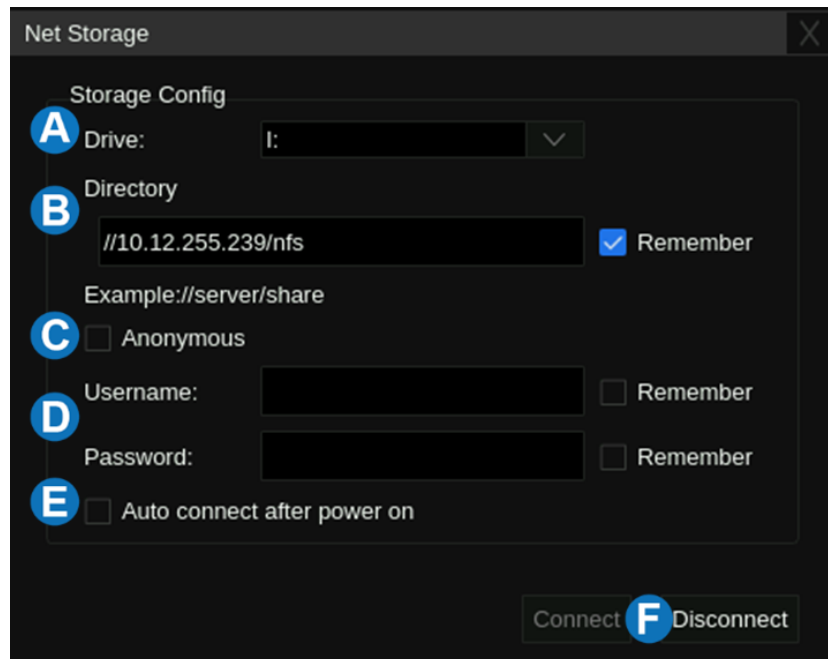 Net Storage X
Storage Config
A Drive: I:
Directory
B
//10.12.255.239/nfs Remember
Example://server/share
C Anonymous
Username: Remember
D
Password: Remember
E Auto connect after power on
Connect F Disconnect